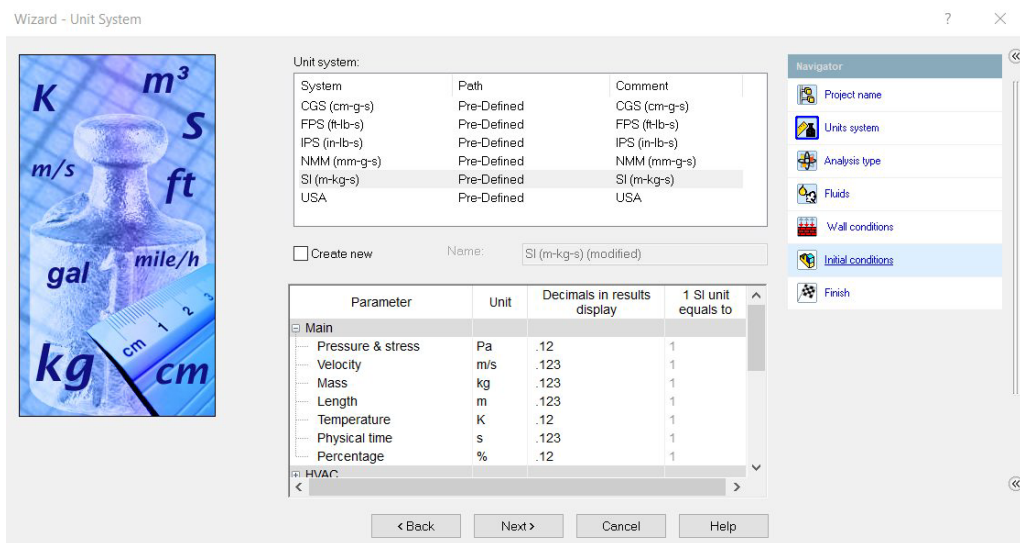 Wizard - Unit System
?
K
m³
S
m/s
ft
gal
mile/h
kg
cm
1
2
3
cm
Unit system:
System Path Comment
CGS (cm-g-s) Pre-Defined CGS (cm-g-s)
FPS (ft-lb-s) Pre-Defined FPS (ft-lb-s)
IPS (in-lb-s) Pre-Defined IPS (in-lb-s)
NMM (mm-g-s) Pre-Defined NMM (mm-g-s)
SI (m-kg-s) Pre-Defined SI (m-kg-s)
USA Pre-Defined USA
Create new Name: SI (m-kg-s) (modified)
Parameter Unit Decimals in results display 1 SI unit equals to
Main
Pressure & stress Pa .12 1
Velocity m/s .123 1
Mass kg .123 1
Length m .123 1
Temperature K .12 1
Physical time s .123 1
Percentage % .12 1
HVAC
< Back Next > Cancel Help
Navigator
Project name
Units system
Analysis type
Fluids
Wall conditions
Initial conditions
Finish